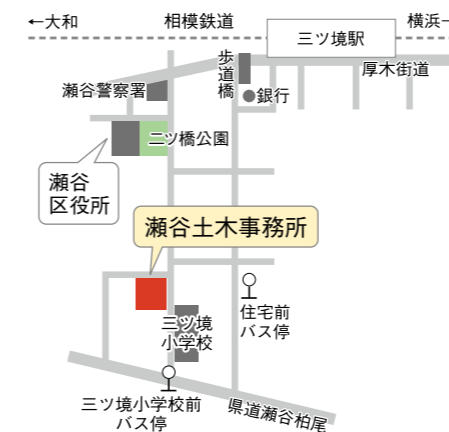 ←大和
相模鉄道
横浜→
三ツ境駅
歩道橋
厚木街道
瀬谷警察署
●銀行
二ツ橋公園
瀬谷
区役所
瀬谷土木事務所
三ツ境
小学校
住宅前
バス停
三ツ境小学校前
バス停
県道瀬谷柏尾